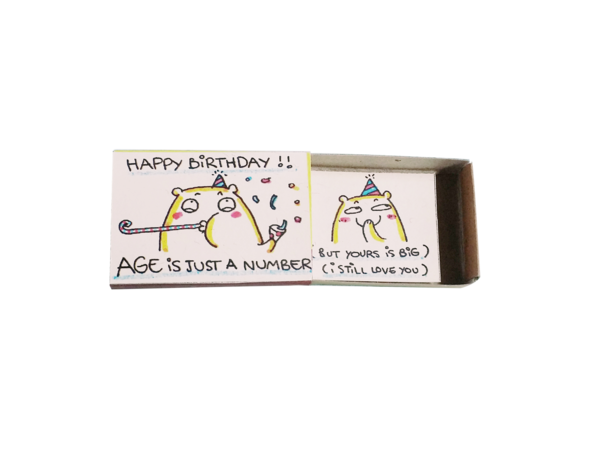 HAPPY BiRTHDAY !!
AGE iS JUST A NUMBER
( BUT YOURS iS BiG )
( i STiLL LOVE YOU )